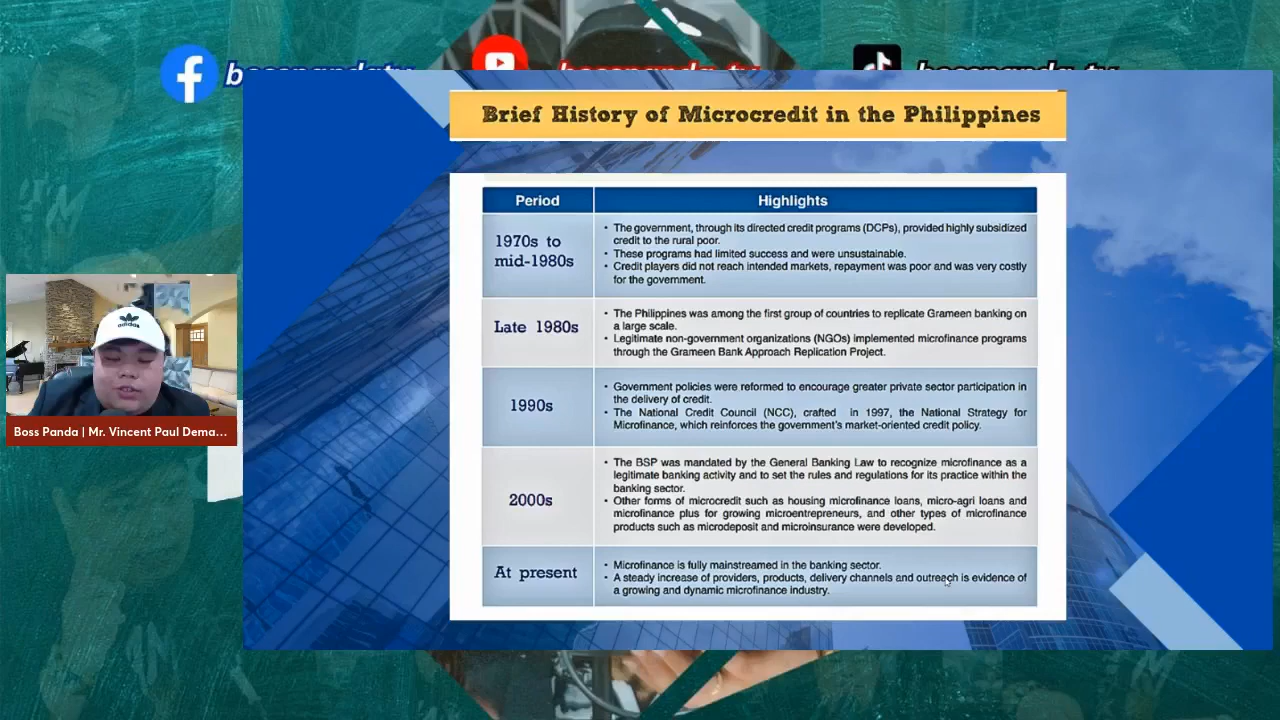 Brief History of Microcredit in the Philippines
Period
Highlights
1970s to
mid-1980s
• The government, through its directed credit programs (DCPs), provided highly subsidized
credit to the rural poor.
• These programs had limited success and were unsustainable.
• Credit players did not reach intended markets, repayment was poor and was very costly
for the government.
Late 1980s
• The Philippines was among the first group of countries to replicate Grameen banking on
a large scale.
• Legitimate non-government organizations (NGOs) implemented microfinance programs
through the Grameen Bank Approach Replication Project.
1990s
• Government policies were reformed to encourage greater private sector participation in
the delivery of credit.
• The National Credit Council (NCC), crafted in 1997, the National Strategy for
Microfinance, which reinforces the government's market-oriented credit policy.
2000s
• The BSP was mandated by the General Banking Law to recognize microfinance as a
legitimate banking activity and to set the rules and regulations for its practice within the
banking sector.
• Other forms of microcredit such as housing microfinance loans, micro-agri loans and
microfinance plus for growing microentrepreneurs, and other types of microfinance
products such as microdeposit and microinsurance were developed.
At present
• Microfinance is fully mainstreamed in the banking sector.
• A steady increase of providers, products, delivery channels and outreach is evidence of
a growing and dynamic microfinance industry.
adidas
Boss Panda | Mr. Vincent Paul Dema...